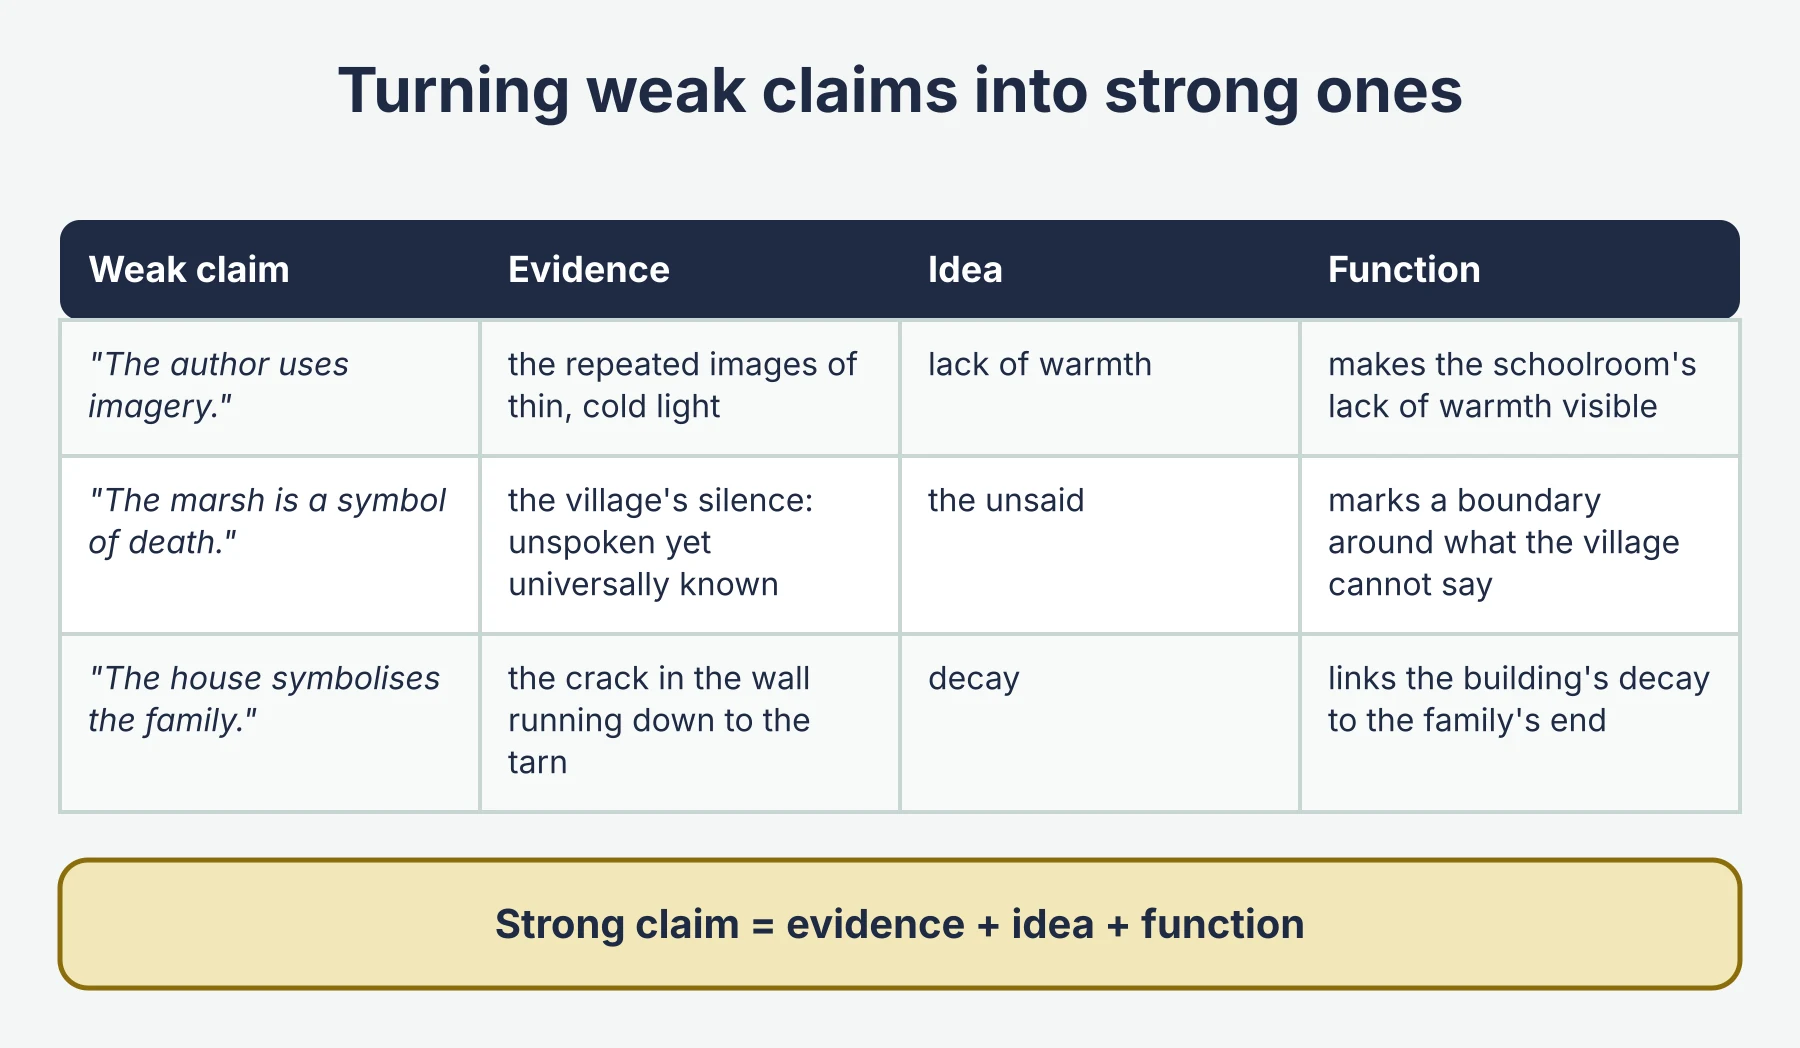 Turning weak claims into strong ones
Weak claim
Evidence
Idea
Function
"The author uses
imagery."
the repeated images of
thin, cold light
lack of warmth
makes the schoolroom's
lack of warmth visible
"The marsh is a symbol
of death."
the village's silence:
unspoken yet
universally known
the unsaid
marks a boundary
around what the village
cannot say
"The house symbolises
the family."
the crack in the wall
running down to the
tarn
decay
links the building's decay
to the family's end
Strong claim = evidence + idea + function